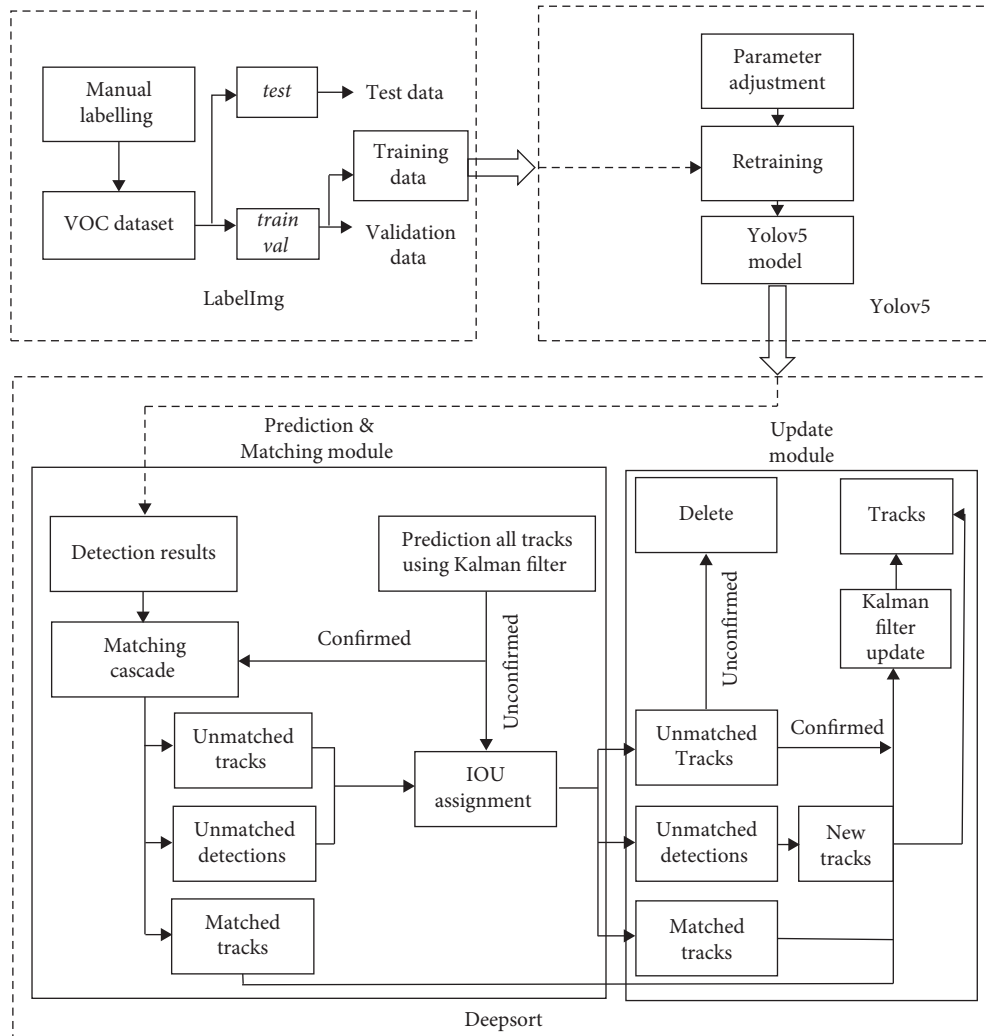 Manual
labelling
test
Test data
Training
data
VOC dataset
train
val
Validation
data
LabelImg
Parameter
adjustment
Retraining
Yolov5
model
Yolov5
Prediction &
Matching module
Update
module
Detection results
Prediction all tracks
using Kalman filter
Matching
cascade
Confirmed
Unconfirmed
Unmatched
tracks
Unmatched
detections
Matched
tracks
IOU
assignment
Delete
Tracks
Unconfirmed
Kalman
filter
update
Unmatched
Tracks
Confirmed
Unmatched
detections
New
tracks
Matched
tracks
Deepsort